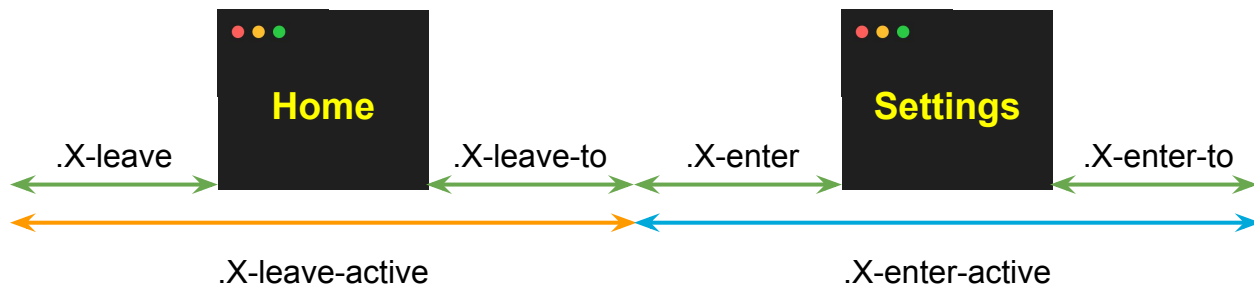 Home
Settings
.X-leave
.X-leave-to
.X-enter
.X-enter-to
.X-leave-active
.X-enter-active